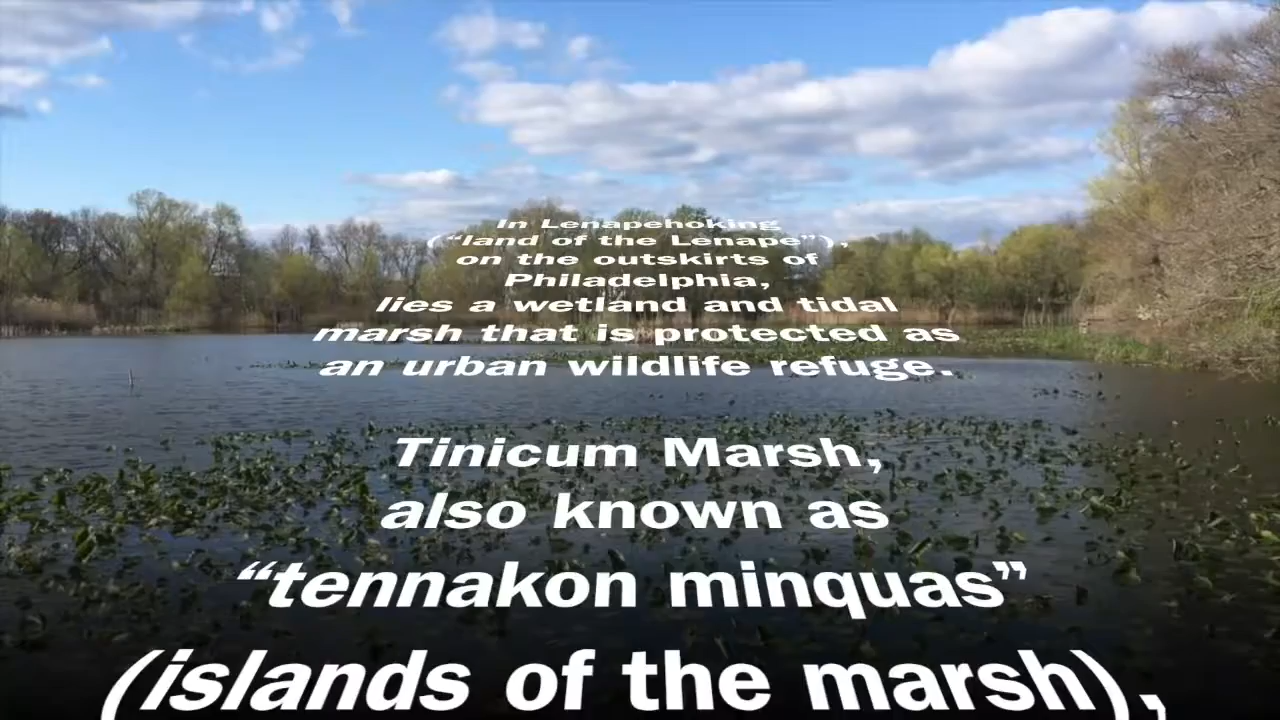 In Lenapehoking
(“land of the Lenape”),
on the outskirts of
Philadelphia,
lies a wetland and tidal
marsh that is protected as
an urban wildlife refuge.
Tinicum Marsh,
also known as
“tennakon minquas”
(islands of the marsh),